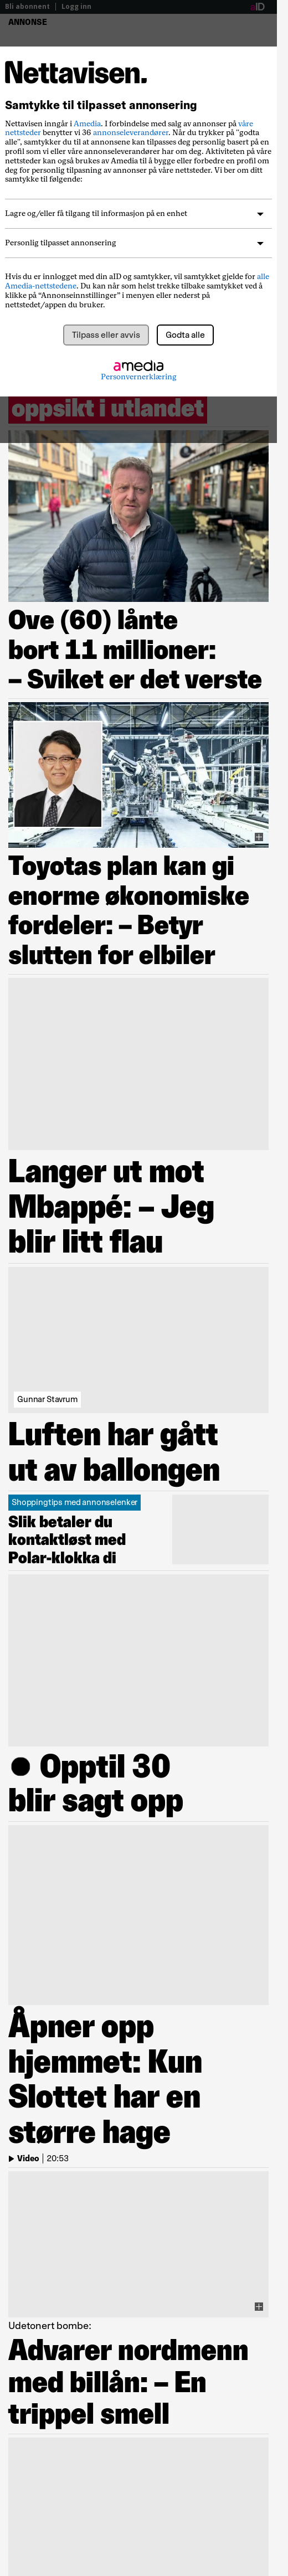 Bli abonnent | Logg inn
aID
ANNONSE
Nettavisen.
Samtykke til tilpasset annonsering
Nettavisen inngår i Amedia. I forbindelse med salg av annonser på våre
nettsteder benytter vi 36 annonseleverandører. Når du trykker på "godta
alle", samtykker du til at annonsene kan tilpasses deg personlig basert på en
profil som vi eller våre annonseleverandører har om deg. Aktiviteten på våre
nettsteder kan også brukes av Amedia til å bygge eller forbedre en profil om
deg for personlig tilpasning av annonser på våre nettsteder. Vi ber om ditt
samtykke til følgende:
Lagre og/eller få tilgang til informasjon på en enhet
Personlig tilpasset annonsering
Hvis du er innlogget med din aID og samtykker, vil samtykket gjelde for alle
Amedia-nettstedene. Du kan når som helst trekke tilbake samtykket ved å
klikke på “Annonseinnstillinger” i menyen eller nederst på
nettstedet/appen du bruker.
Tilpass eller avvis
Godta alle
amedia
Personvernerklæring
oppsikt i utlandet
Ove (60) lånte
bort 11 millioner:
– Sviket er det verste
Toyotas plan kan gi
enorme økonomiske
fordeler: – Betyr
slutten for elbiler
Langer ut mot
Mbappé: – Jeg
blir litt flau
Gunnar Stavrum
Luften har gått
ut av ballongen
Shoppingtips med annonselenker
Slik betaler du
kontaktløst med
Polar-klokka di
● Opptil 30
blir sagt opp
Åpner opp
hjemmet: Kun
Slottet har en
større hage
Video | 20:53
Udetonert bombe:
Advarer nordmenn
med billån: – En
trippel smell